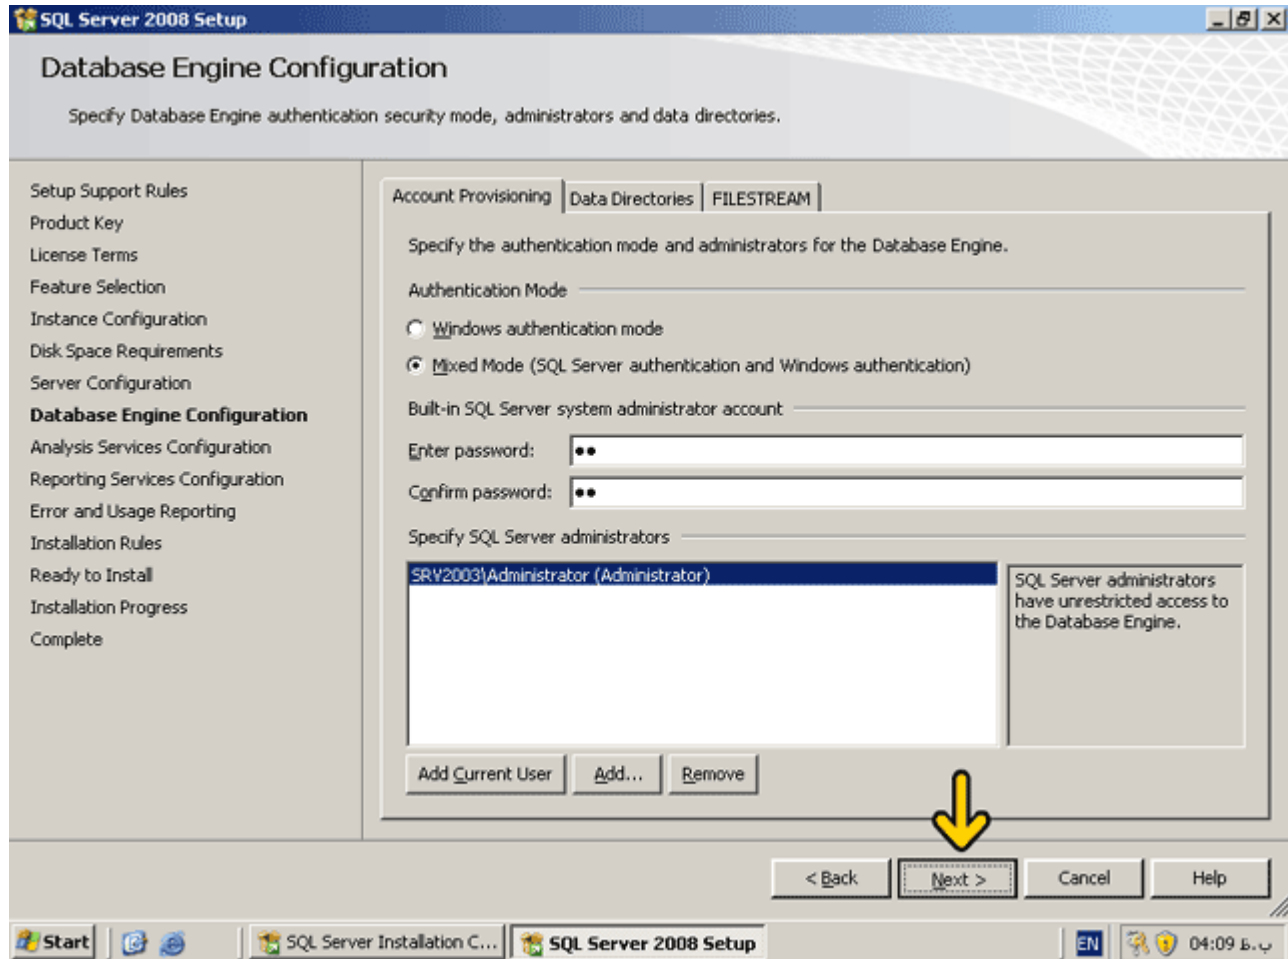 SQL Server 2008 Setup
Database Engine Configuration
Specify Database Engine authentication security mode, administrators and data directories.
Setup Support Rules
Product Key
License Terms
Feature Selection
Instance Configuration
Disk Space Requirements
Server Configuration
Database Engine Configuration
Analysis Services Configuration
Reporting Services Configuration
Error and Usage Reporting
Installation Rules
Ready to Install
Installation Progress
Complete
Account Provisioning Data Directories FILESTREAM
Specify the authentication mode and administrators for the Database Engine.
Authentication Mode
Windows authentication mode
Mixed Mode (SQL Server authentication and Windows authentication)
Built-in SQL Server system administrator account
Enter password: ●●
Confirm password: ●●
Specify SQL Server administrators
SRV2003\Administrator (Administrator)
SQL Server administrators
have unrestricted access to
the Database Engine.
Add Current User Add... Remove
< Back Next > Cancel Help
Start SQL Server Installation C... SQL Server 2008 Setup EN 04:09 ب.ظ